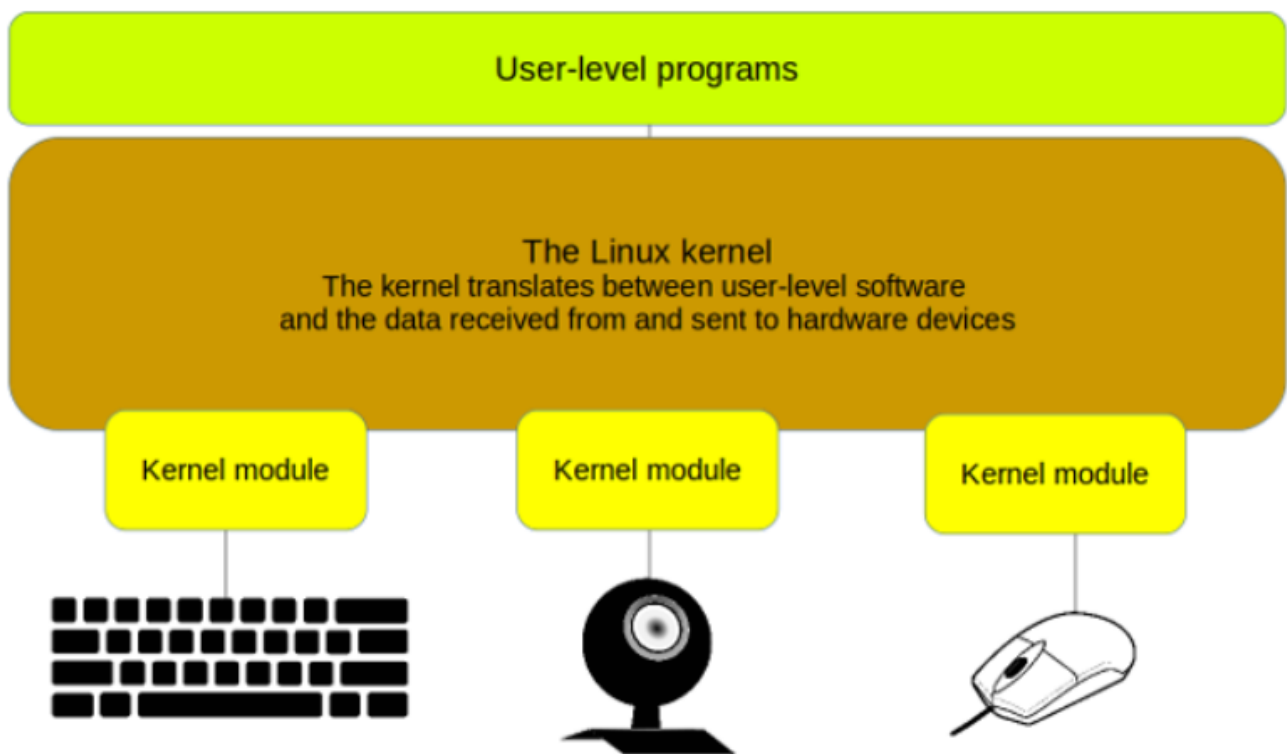 User-level programs
The Linux kernel
The kernel translates between user-level software
and the data received from and sent to hardware devices
Kernel module
Kernel module
Kernel module